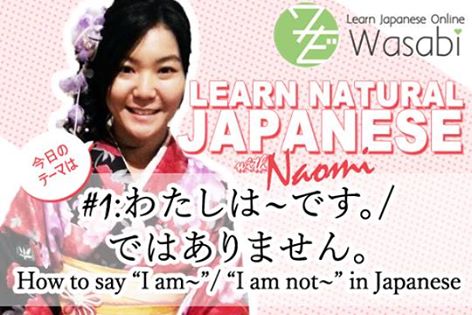 Learn Japanese Online
Wasabi
LEARN NATURAL
JAPANESE
with Naomi
今日の
テーマは
#1:わたしは~です。/
ではありません。
How to say “I am~”/ “I am not~” in Japanese